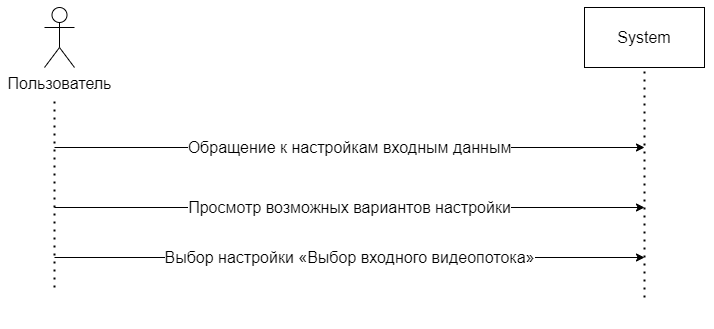 System
Пользователь
Обращение к настройкам входным данным
Просмотр возможных вариантов настройки
Выбор настройки «Выбор входного видеопотока»